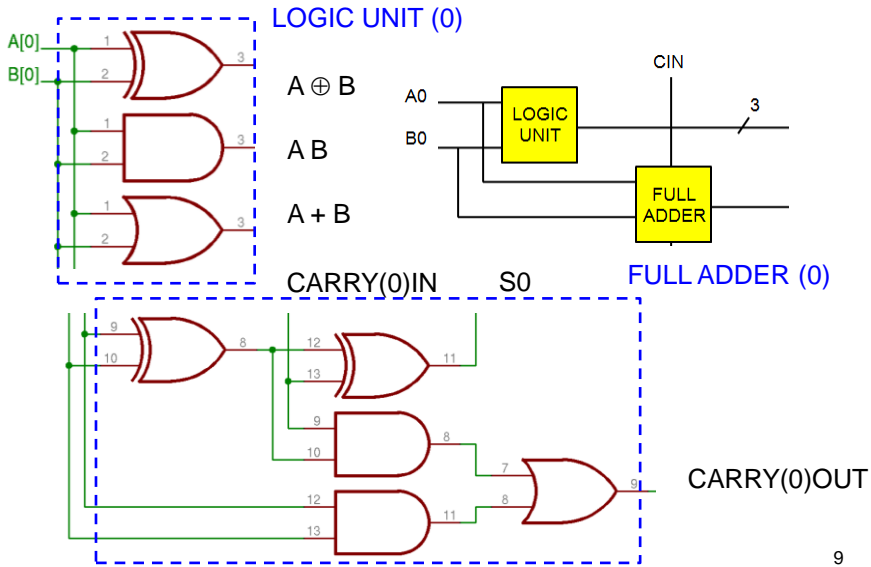 LOGIC UNIT (0)
A[0]
1
3
B[0]
2
A ⊕ B
1
3
2
A B
1
3
2
A + B
CIN
A0
LOGIC
UNIT
3
B0
FULL
ADDER
FULL ADDER (0)
CARRY(0)IN
S0
9
8
10
12
11
13
9
8
10
7
9
8
12
11
13
CARRY(0)OUT
9